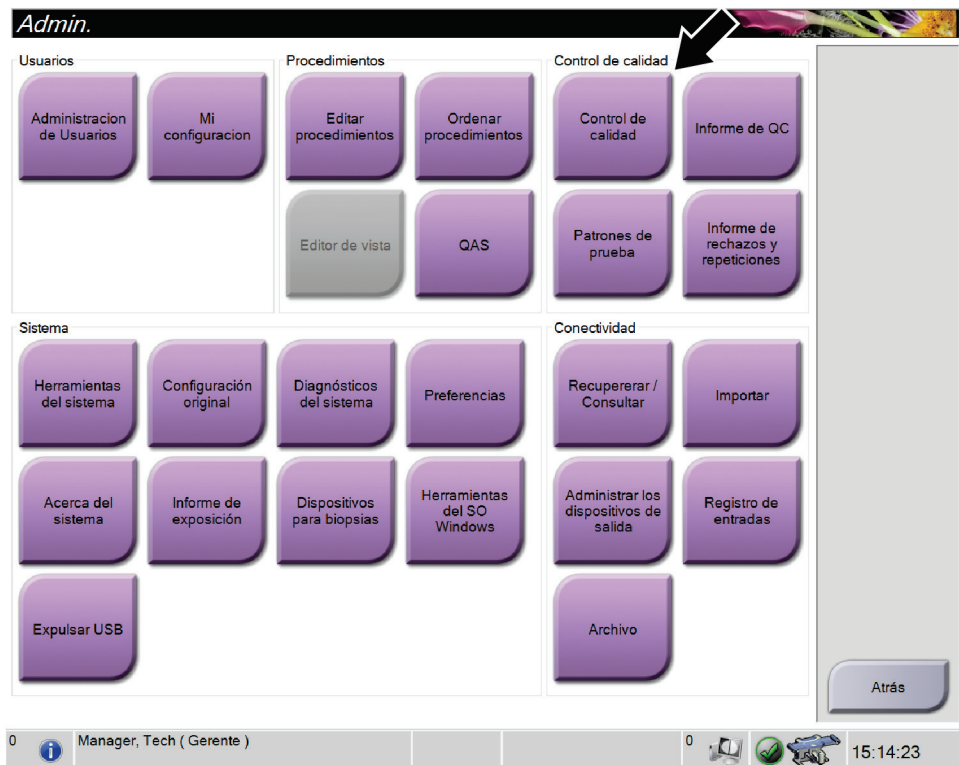 Admin.
Usuarios
Administracion
de Usuarios
Mi
configuracion
Procedimientos
Editar
procedimientos
Ordenar
procedimientos
Editor de vista
QAS
Control de calidad
Control de
calidad
Informe de QC
Patrones de
prueba
Informe de
rechazos y
repeticiones
Sistema
Herramientas
del sistema
Configuración
original
Diagnósticos
del sistema
Preferencias
Acerca del
sistema
Informe de
exposición
Dispositivos
para biopsias
Herramientas
del SO
Windows
Expulsar USB
Conectividad
Recupererar /
Consultar
Importar
Administrar los
dispositivos de
salida
Registro de
entradas
Archivo
Atrás
0
Manager, Tech ( Gerente )
0
15:14:23